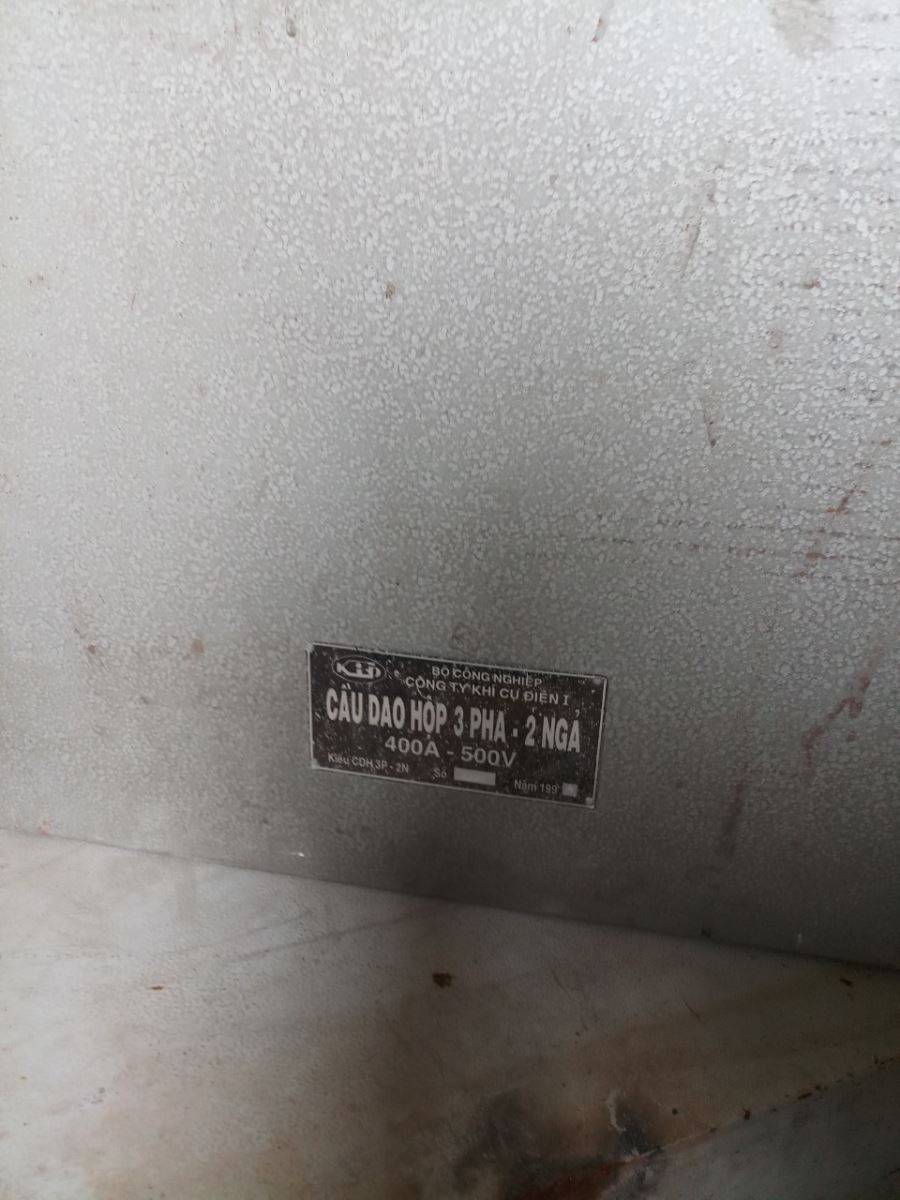 BỘ CÔNG NGHIỆP
CÔNG TY KHÍ CỤ ĐIỆN I
CẦU DAO HỘP 3 PHA - 2 NGẢ
400A - 500V
Kiểu CDH 3P - 2N Số Năm 199